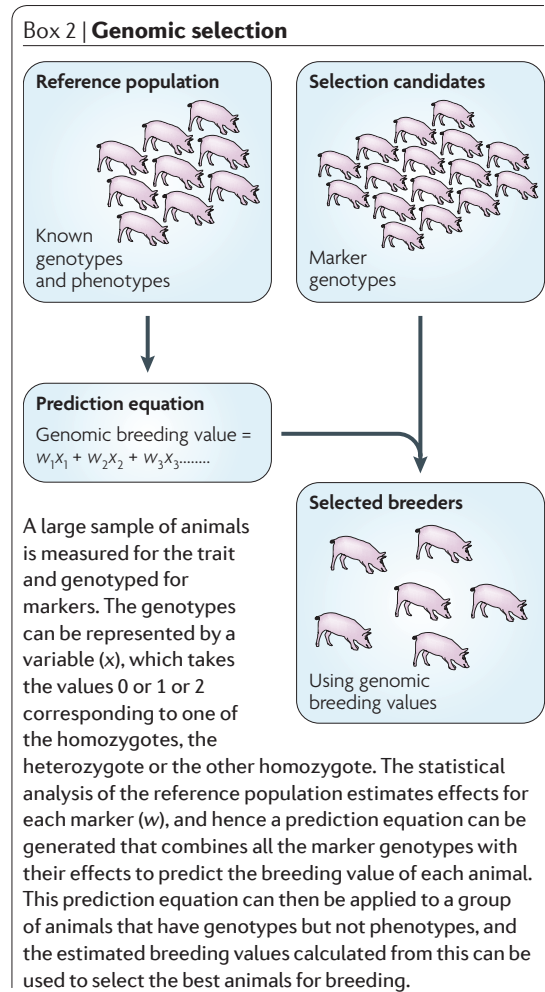 Box 2 | Genomic selection
Reference population
Known
genotypes
and phenotypes
Selection candidates
Marker
genotypes
Prediction equation
Genomic breeding value =
w₁x₁ + w₂x₂ + w₃x₃........
Selected breeders
Using genomic
breeding values
A large sample of animals
is measured for the trait
and genotyped for
markers. The genotypes
can be represented by a
variable (x), which takes
the values 0 or 1 or 2
corresponding to one of
the homozygotes, the
heterozygote or the other homozygote. The statistical
analysis of the reference population estimates effects for
each marker (w), and hence a prediction equation can be
generated that combines all the marker genotypes with
their effects to predict the breeding value of each animal.
This prediction equation can then be applied to a group
of animals that have genotypes but not phenotypes, and
the estimated breeding values calculated from this can be
used to select the best animals for breeding.